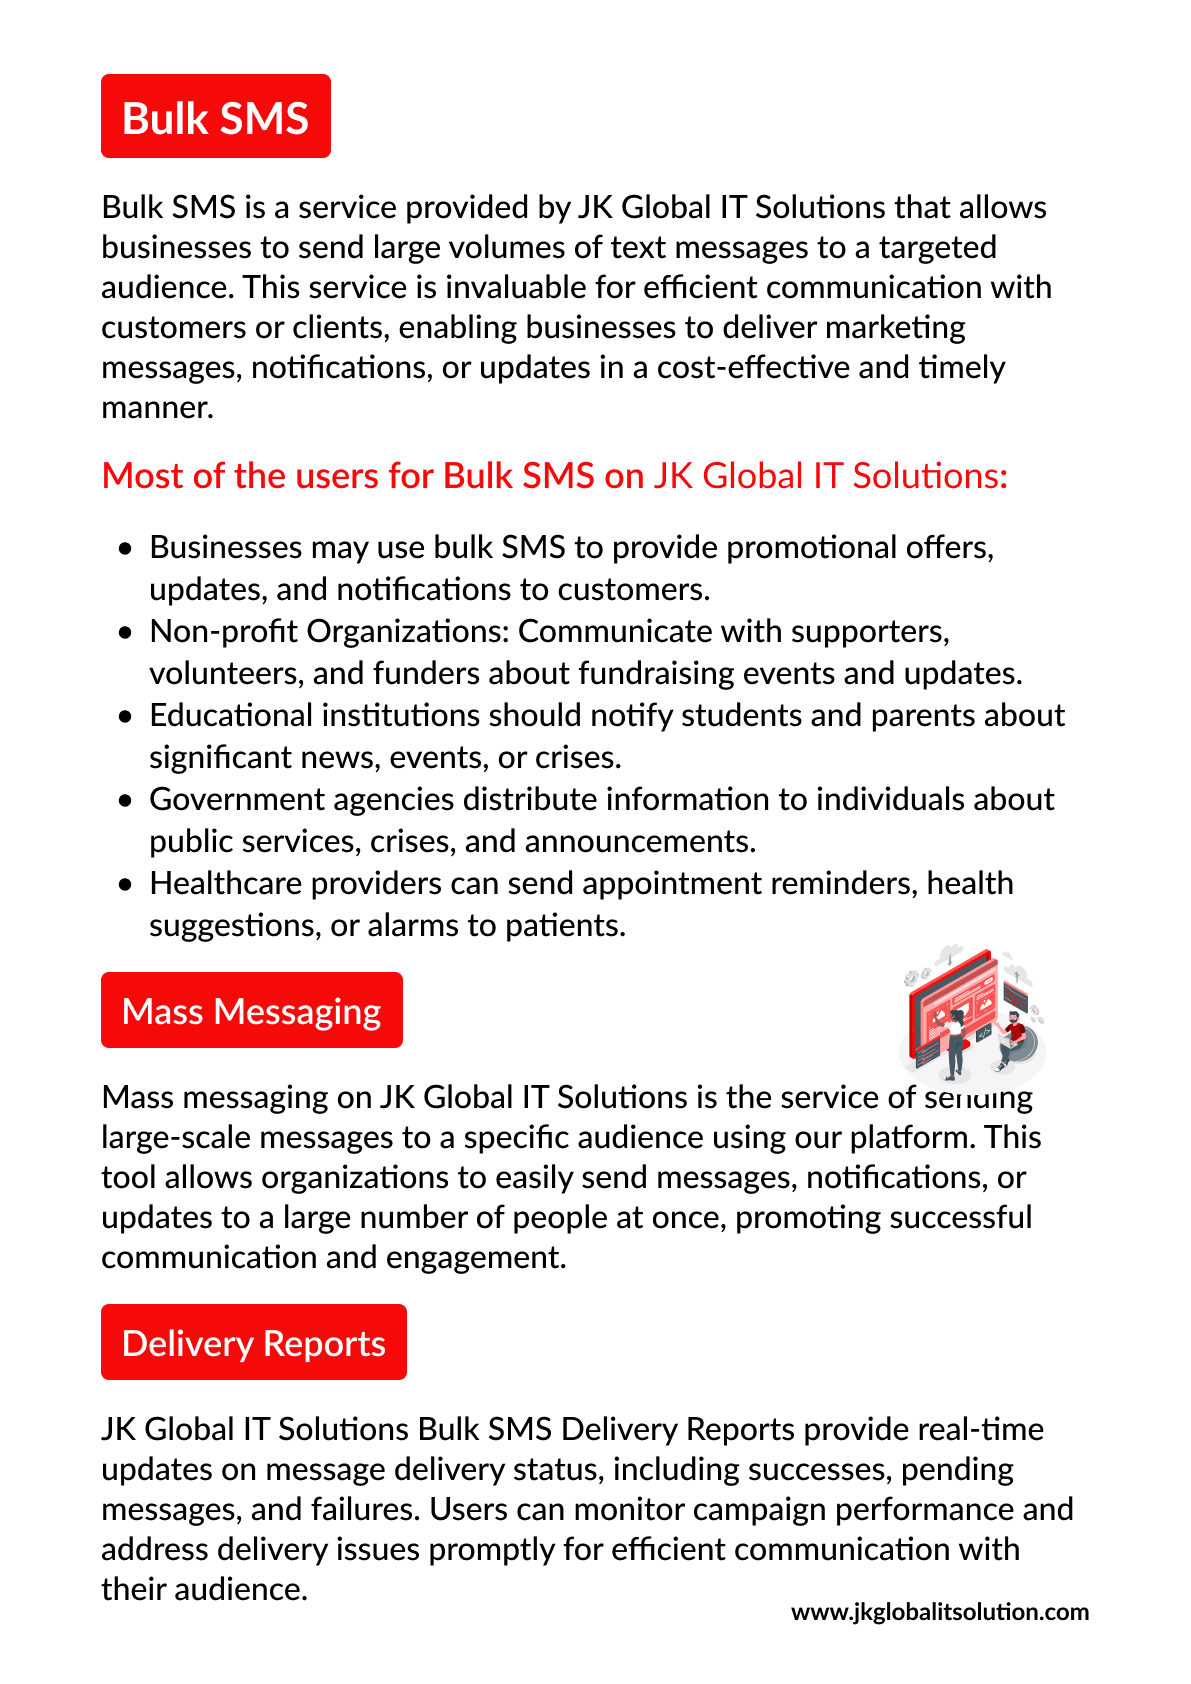 Bulk SMS
Bulk SMS is a service provided by JK Global IT Solutions that allows
businesses to send large volumes of text messages to a targeted
audience. This service is invaluable for efficient communication with
customers or clients, enabling businesses to deliver marketing
messages, notifications, or updates in a cost-effective and timely
manner.
Most of the users for Bulk SMS on JK Global IT Solutions:
• Businesses may use bulk SMS to provide promotional offers,
updates, and notifications to customers.
• Non-profit Organizations: Communicate with supporters,
volunteers, and funders about fundraising events and updates.
• Educational institutions should notify students and parents about
significant news, events, or crises.
• Government agencies distribute information to individuals about
public services, crises, and announcements.
• Healthcare providers can send appointment reminders, health
suggestions, or alarms to patients.
Mass Messaging
Mass messaging on JK Global IT Solutions is the service of sending
large-scale messages to a specific audience using our platform. This
tool allows organizations to easily send messages, notifications, or
updates to a large number of people at once, promoting successful
communication and engagement.
Delivery Reports
JK Global IT Solutions Bulk SMS Delivery Reports provide real-time
updates on message delivery status, including successes, pending
messages, and failures. Users can monitor campaign performance and
address delivery issues promptly for efficient communication with
their audience.
www.jkglobalitsolution.com